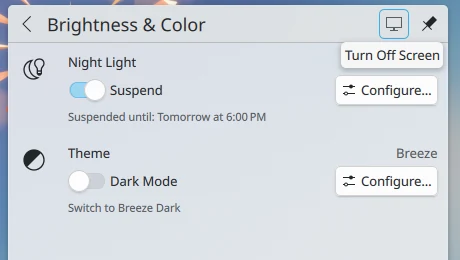 Brightness & Color
Turn Off Screen
Night Light
Suspend
Configure...
Suspended until: Tomorrow at 6:00 PM
Theme
Breeze
Dark Mode
Configure...
Switch to Breeze Dark